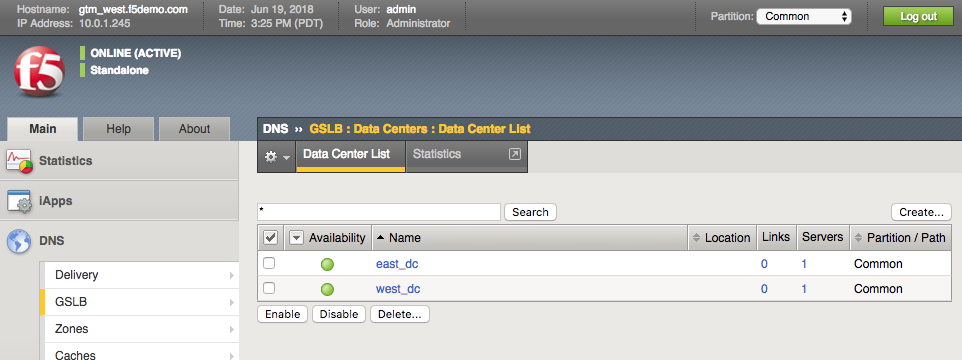 Hostname: gtm_west.f5demo.com Date: Jun 19, 2018 User: admin
IP Address: 10.0.1.245 Time: 3:25 PM (PDT) Role: Administrator
Partition: Common Log out
f5
ONLINE (ACTIVE)
Standalone
Main Help About
DNS ›› GSLB : Data Centers : Data Center List
Data Center List Statistics
Statistics
iApps
DNS
Delivery
GSLB
Zones
Caches
* Search Create...
Availability Name Location Links Servers Partition / Path
east_dc 0 1 Common
west_dc 0 1 Common
Enable Disable Delete...